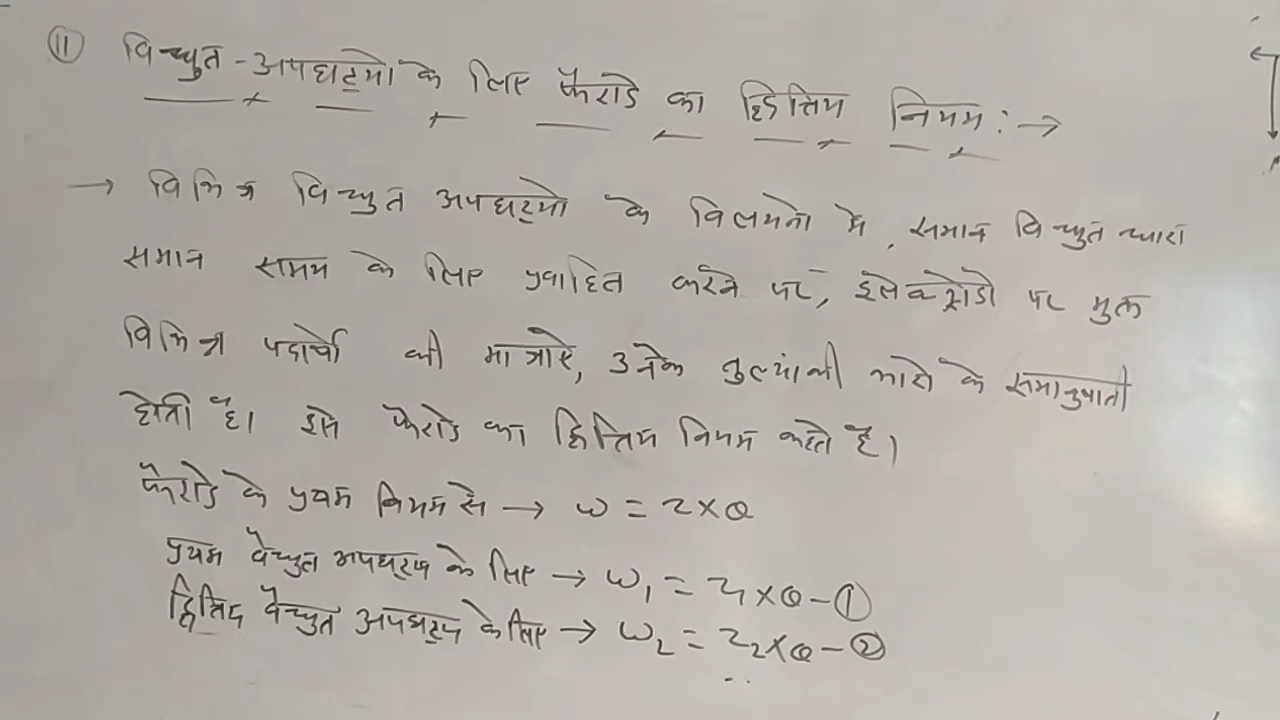 ⑪ विद्युत-अपघट्यो के लिए फैराडे का द्वितिय नियम :→
→ विभिन्न विद्युत अपघट्यो के विलयनो मे, समान विद्युत धारा
समान समय के लिए प्रवाहित करने पर, इलेक्ट्रोडो पर मुक्त
विभिन्न पदार्थो की मात्राऐ, उनके तुल्यांकी भारो के समानुपाती
होती है। इसे फैराडे का द्वितिय नियम कहते है।
फैराडे के प्रथम नियम से → W = Z×Q
प्रथम वैद्युत अपघट्य के लिए → W₁ = Z₁×Q-①
द्वितिय वैद्युत अपघट्य के लिए → W₂ = Z₂×Q-②